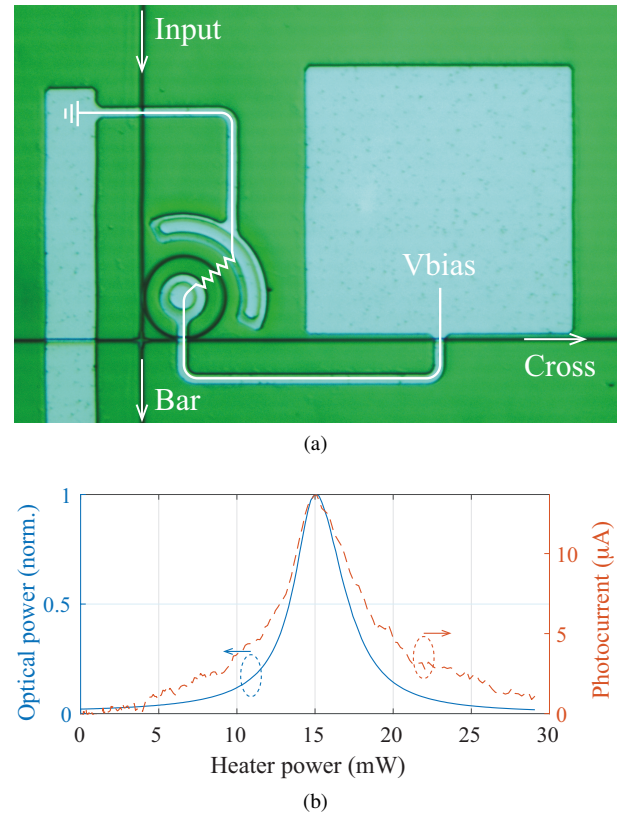 Input
Vbias
Cross
Bar
(a)
Optical power (norm.)
1
0.5
0
Photocurrent (µA)
10
5
0
0 5 10 15 20 25 30
Heater power (mW)
(b)